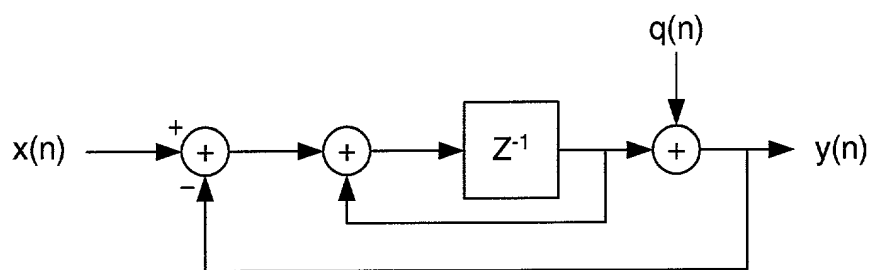 q(n)
x(n)
+
+
+
Z⁻¹
+
y(n)
−